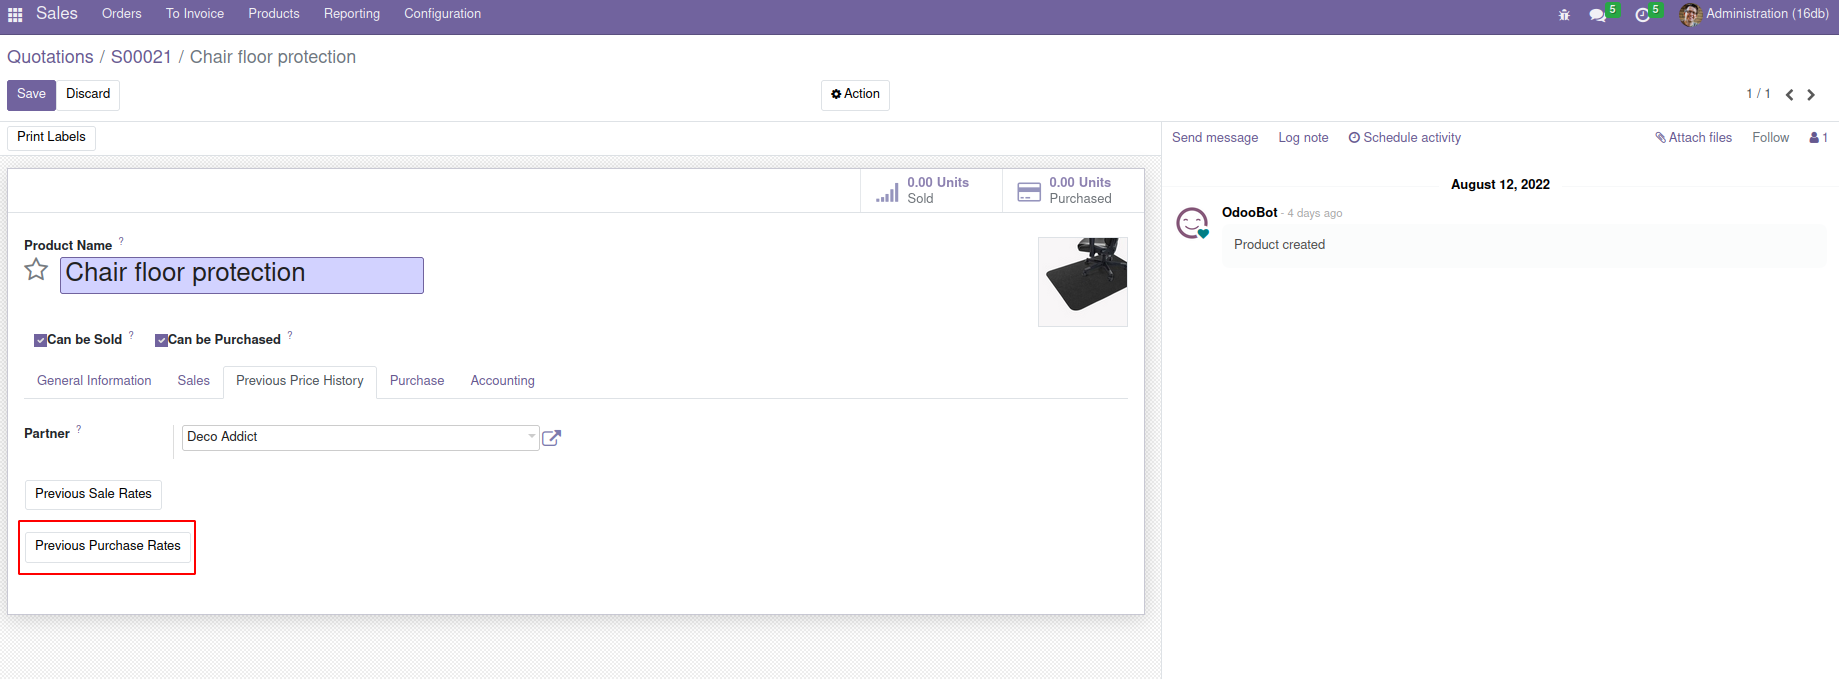 Sales Orders To Invoice Products Reporting Configuration 5 5 Administration (16db)
Quotations / S00021 / Chair floor protection
Save Discard Action 1 / 1
Print Labels
Send message Log note Schedule activity Attach files Follow 1
0.00 Units
Sold
0.00 Units
Purchased
August 12, 2022
OdooBot - 4 days ago
Product created
Product Name ?
Chair floor protection
Can be Sold ? Can be Purchased ?
General Information Sales Previous Price History Purchase Accounting
Partner ? Deco Addict
Previous Sale Rates
Previous Purchase Rates